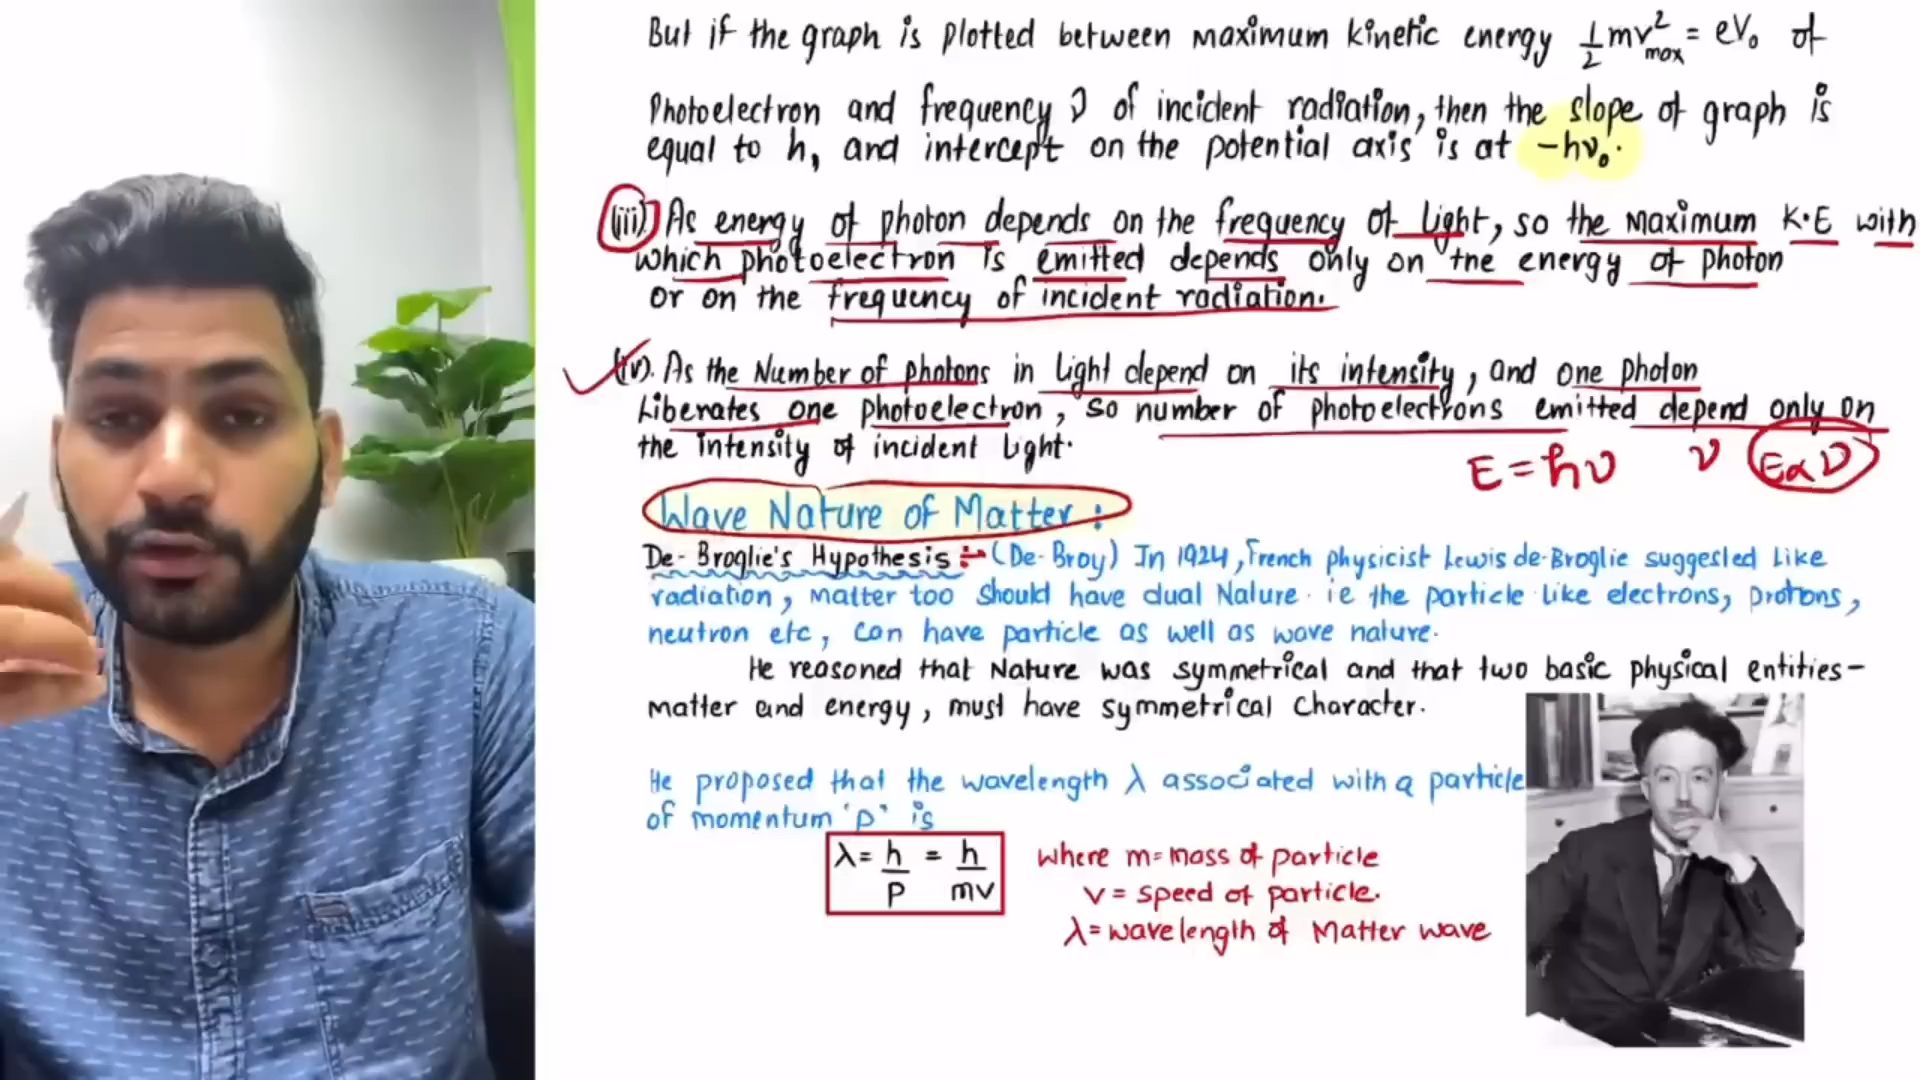 But if the graph is plotted between maximum kinetic energy ½mv²max = eV₀ of
Photoelectron and frequency ν of incident radiation, then the slope of graph is
equal to h, and intercept on the potential axis is at -hν₀.
(iii). As energy of photon depends on the frequency of light, so the maximum K·E with
which photoelectron is emitted depends only on the energy of photon
or on the frequency of incident radiation.
(iv). As the Number of photons in light depend on its intensity, and one photon
Liberates one photoelectron, so number of photoelectrons emitted depend only on
the intensity of incident light.
E = hν ν E∝ν
Wave Nature of Matter:
De-Broglie's Hypothesis :- (De-Broy) In 1924, French physicist Lewis de-Broglie suggested like
radiation, matter too should have dual Nature. ie the particle like electrons, protons,
neutron etc, can have particle as well as wave nature.
He reasoned that Nature was symmetrical and that two basic physical entities-
matter and energy, must have symmetrical character.
He proposed that the wavelength λ associated with a particle
of momentum 'p' is
λ = h/p = h/mv
where m = mass of particle
v = speed of particle.
λ = wavelength of Matter wave